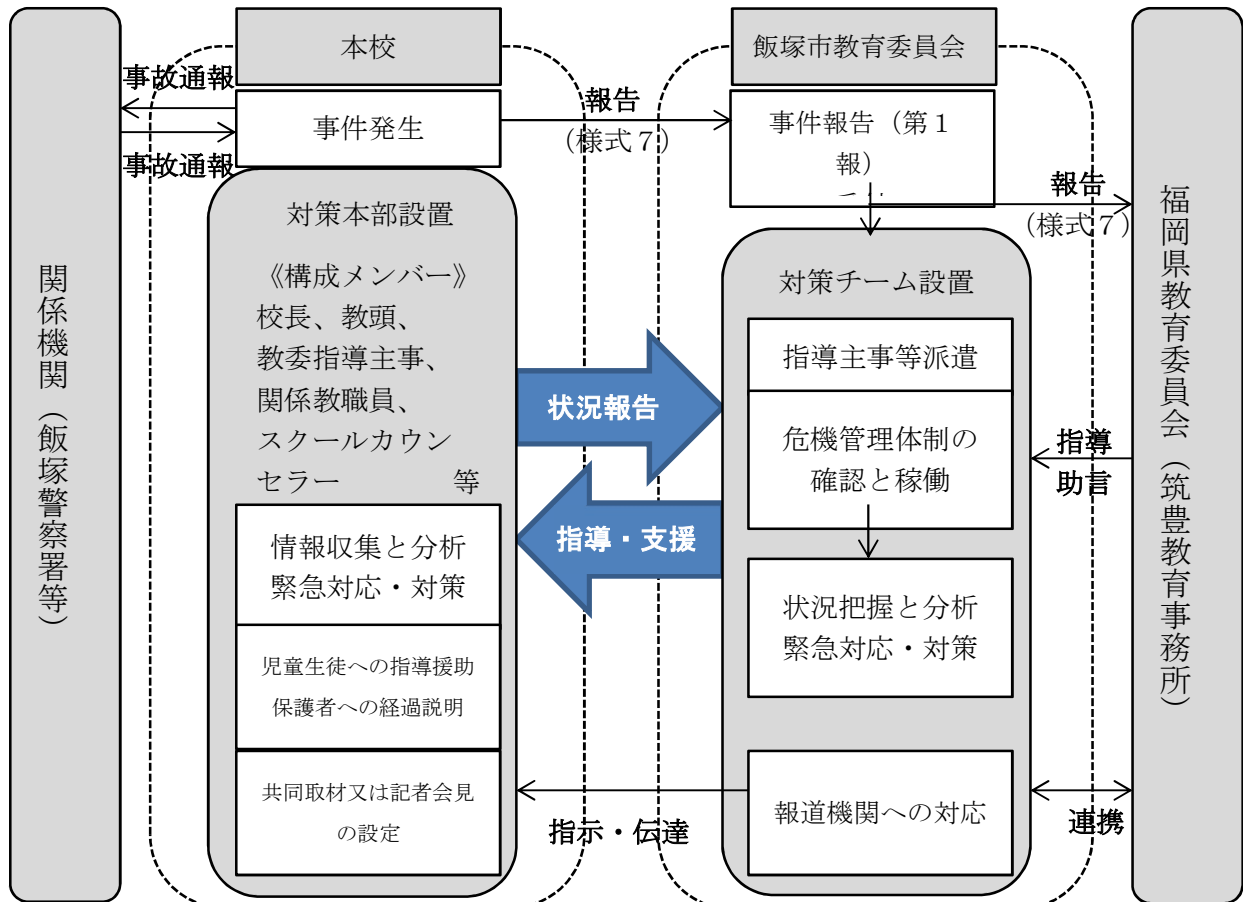 関係機関（飯塚警察署等）
事故通報
事故通報
本校
事件発生
対策本部設置
《構成メンバー》
校長、教頭、
教委指導主事、
関係教職員、
スクールカウン
セラー　　　　等
情報収集と分析
緊急対応・対策
児童生徒への指導援助
保護者への経過説明
共同取材又は記者会見
の設定
報告
（様式７）
状況報告
指導・支援
指示・伝達
飯塚市教育委員会
事件報告（第１
報）
対策チーム設置
指導主事等派遣
危機管理体制の
確認と稼働
状況把握と分析
緊急対応・対策
報道機関への対応
報告
（様式７）
指導
助言
連携
福岡県教育委員会（筑豊教育事務所）